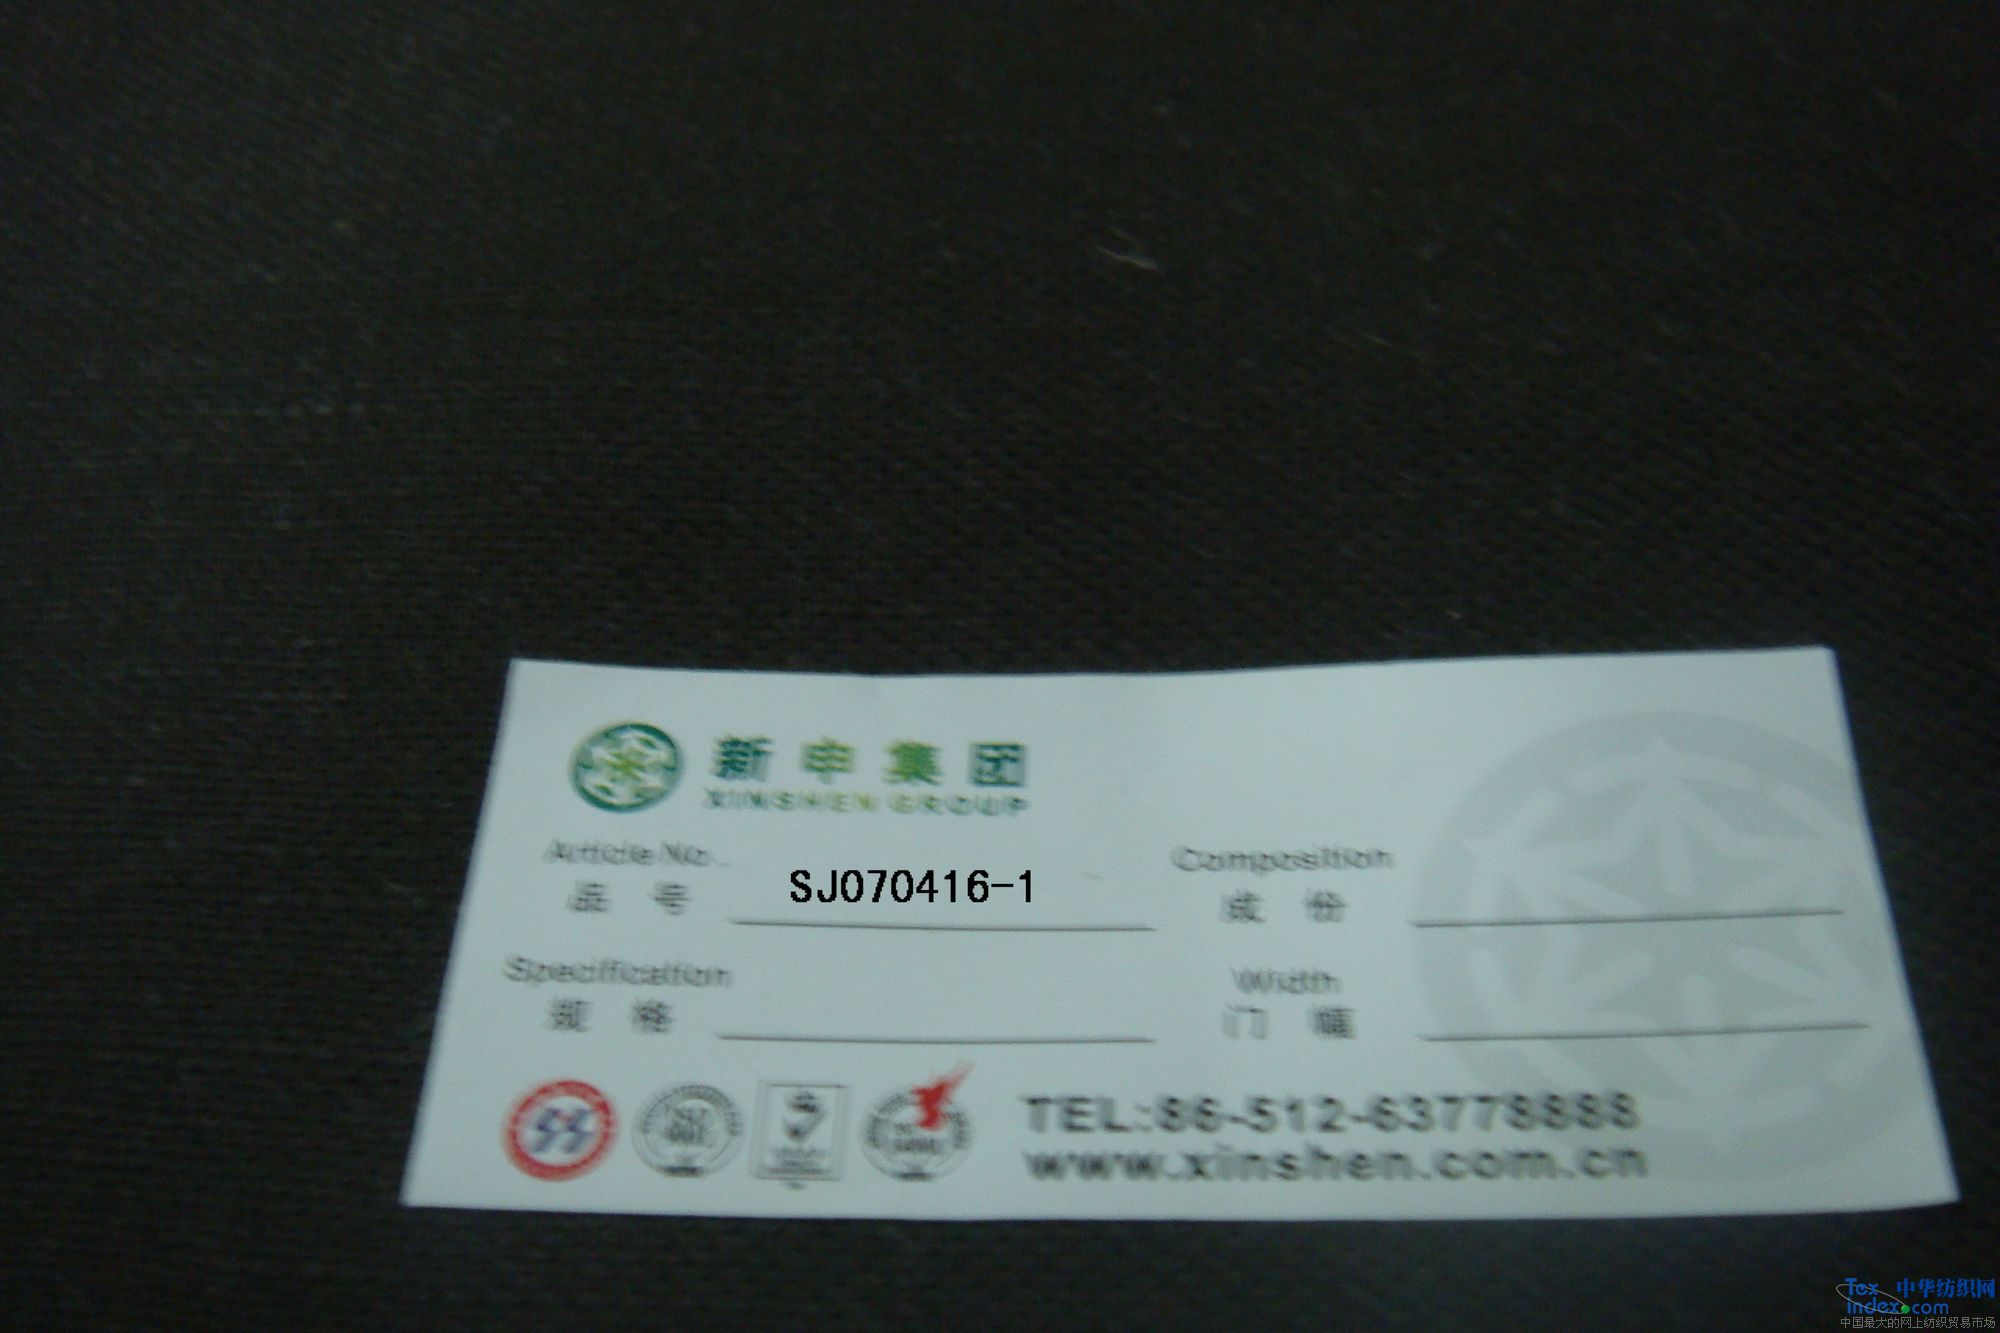 新申集团
XINSHEN GROUP
Article No.
品 号
SJ070416-1
Composition
成 份
Specification
规 格
Width
门 幅
TEL:86-512-63778888
www.xinshen.com.cn
Tex 中华纺织网
index.com
中国最大的网上纺织贸易市场